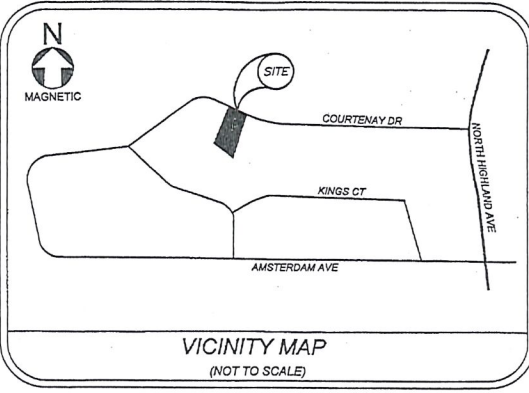 N
MAGNETIC
SITE
COURTENAY DR
NORTH HIGHLAND AVE
KINGS CT
AMSTERDAM AVE
VICINITY MAP
(NOT TO SCALE)